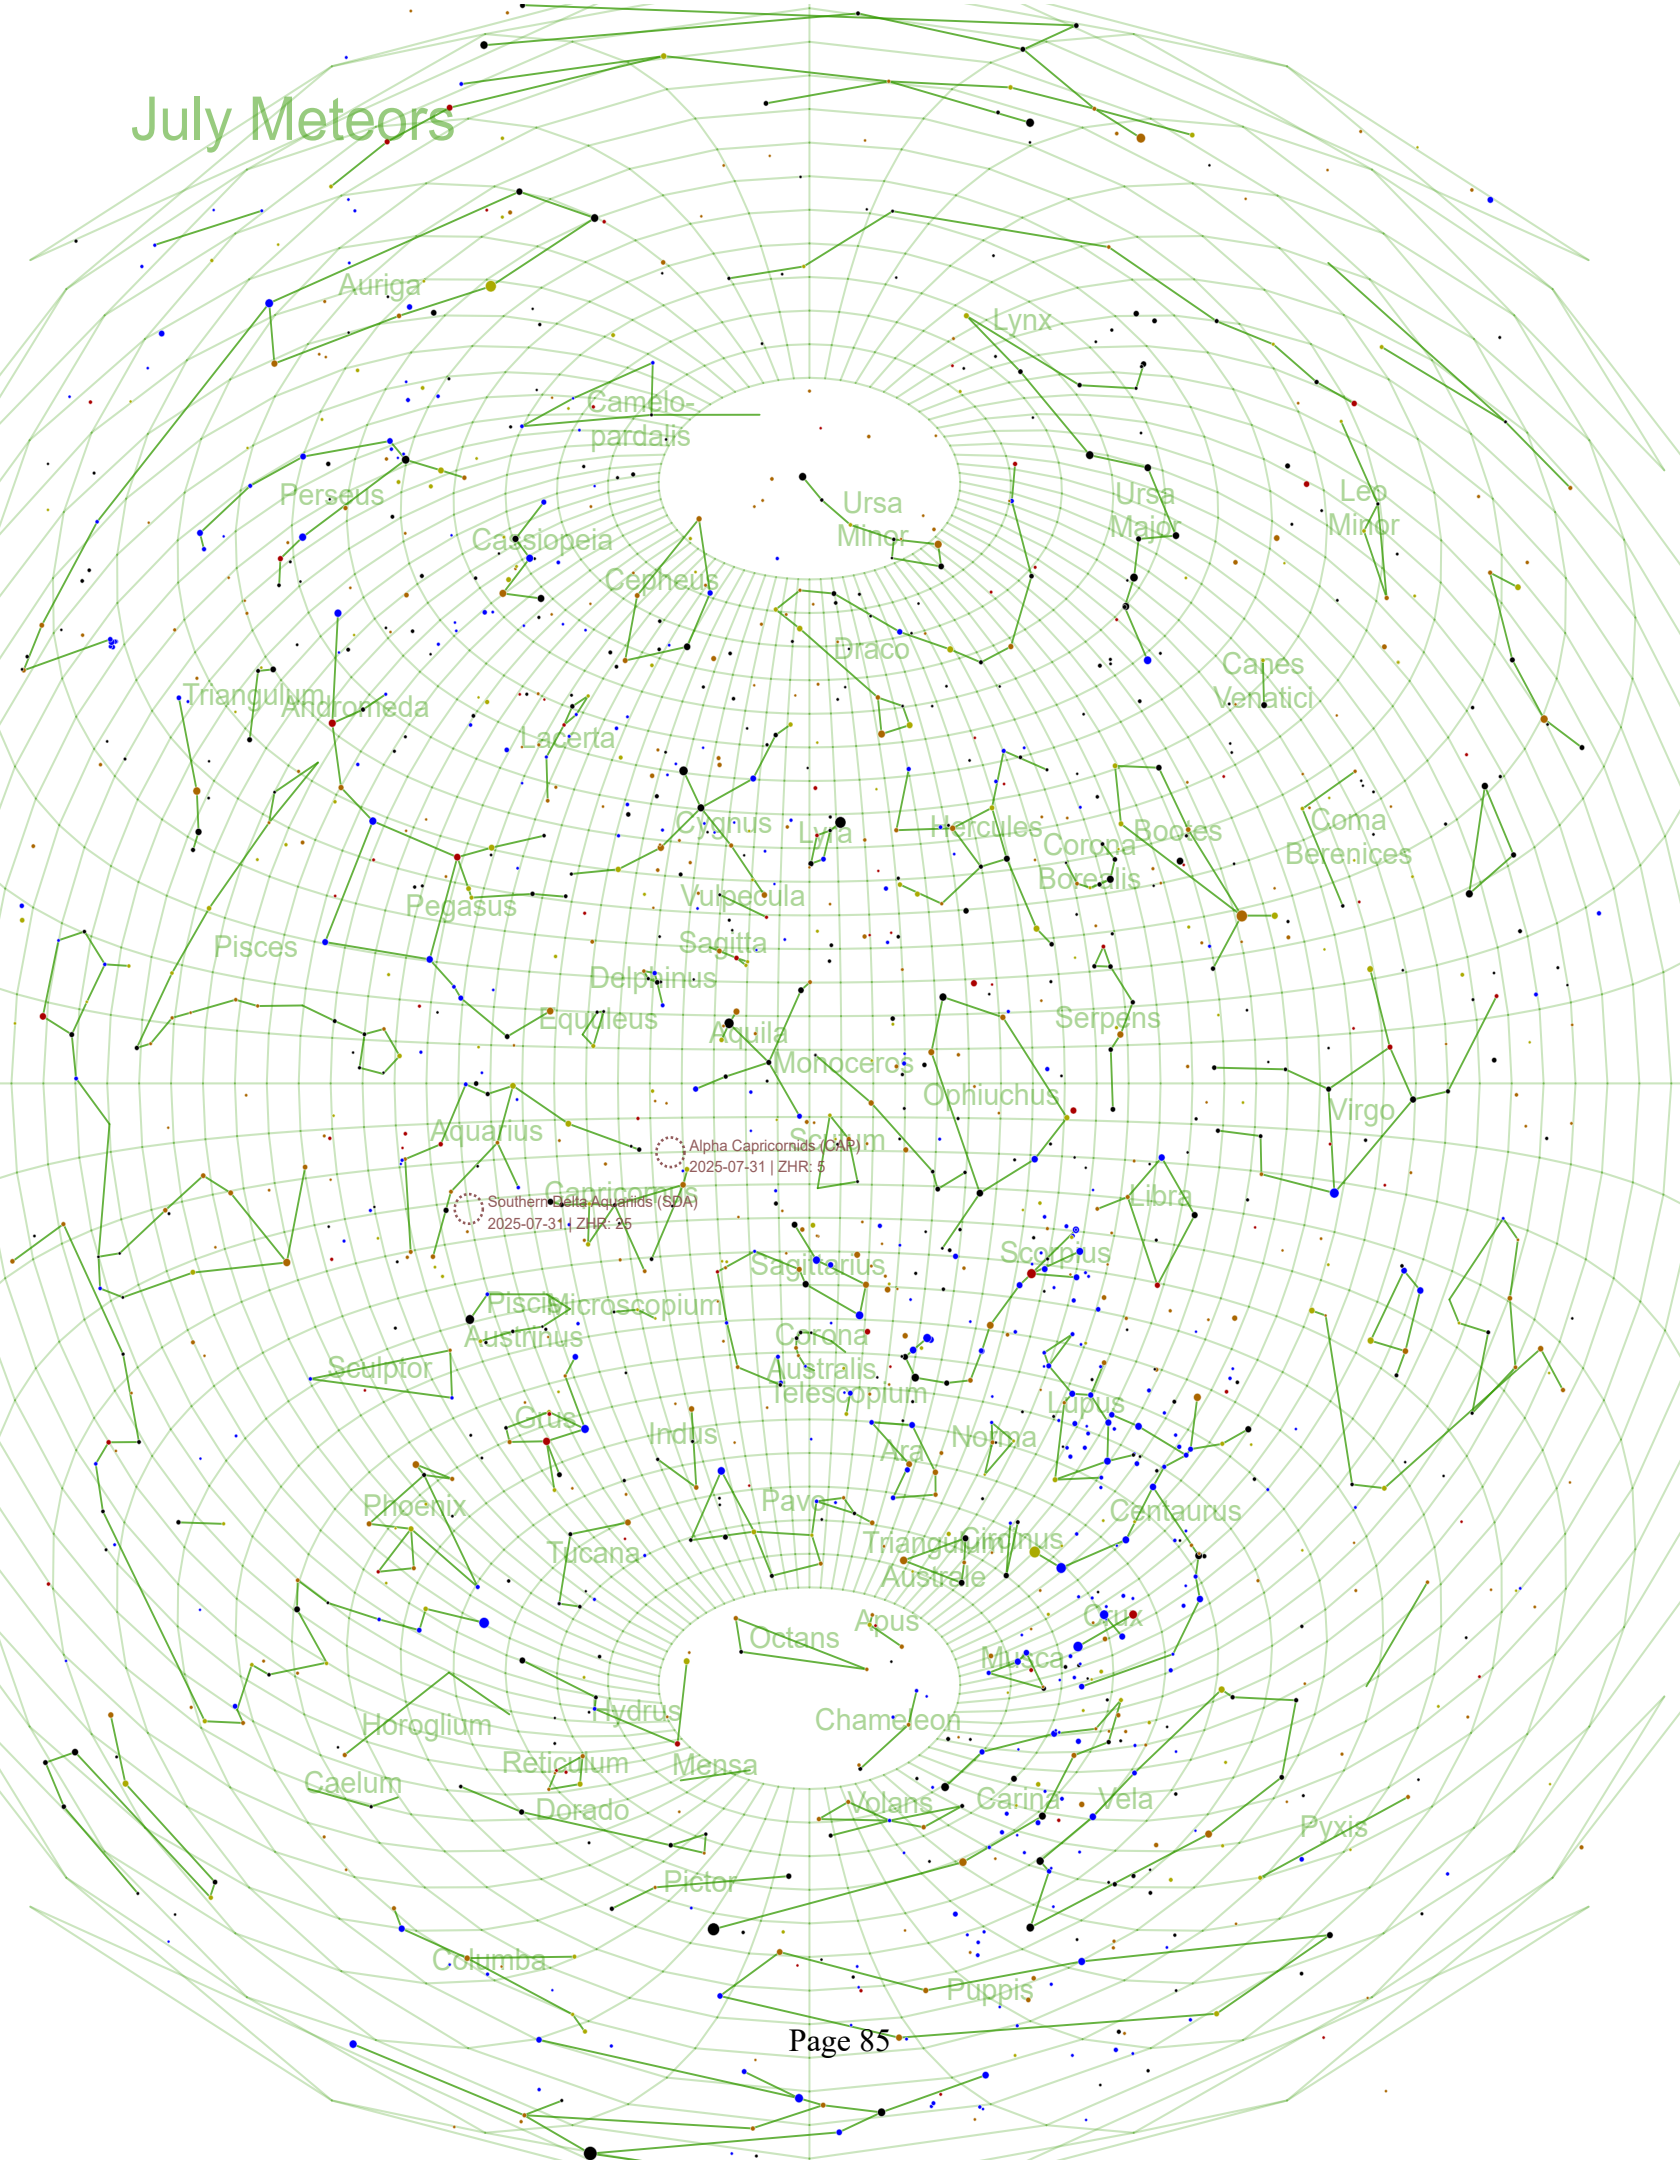 July Meteors
Auriga
Lynx
Camelo-
pardalis
Perseus
Ursa
Minor
Ursa
Major
Leo
Minor
Cassiopeia
Cepheus
Draco
Canes
Venatici
Triangulum
Andromeda
Lacerta
Cygnus
Lyra
Hercules
Corona
Borealis
Bootes
Coma
Berenices
Vulpecula
Pegasus
Pisces
Sagitta
Delphinus
Equuleus
Aquila
Serpens
Monoceros
Ophiuchus
Virgo
Aquarius
Scutum
Alpha Capricornids (CAP)
2025-07-31 | ZHR: 5
Capricornus
Southern Delta Aquariids (SDA)
2025-07-31 | ZHR: 25
Libra
Scorpius
Sagittarius
Piscis
Austrinus
Microscopium
Corona
Australis
Sculptor
Telescopium
Lupus
Grus
Indus
Ara
Norma
Phoenix
Pavo
Centaurus
Tucana
Triangulum
Australe
Circinus
Apus
Crux
Octans
Musca
Hydrus
Horoglium
Chameleon
Reticulum
Mensa
Caelum
Dorado
Volans
Carina
Vela
Pyxis
Pictor
Columba
Puppis
Page 85